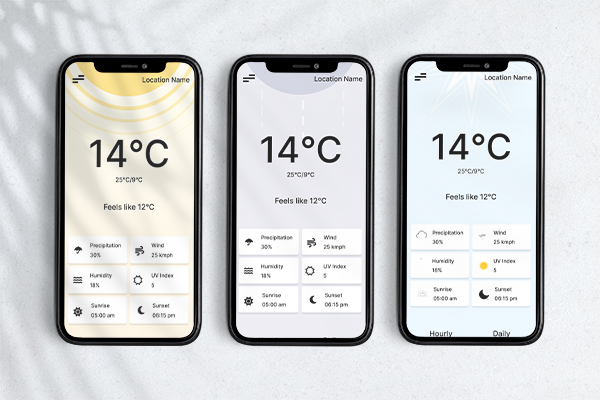 Location Name
14°C
25°C/9°C
Feels like 12°C
Precipitation
30%
Wind
25 kmph
Humidity
18%
UV Index
5
Sunrise
05:00 am
Sunset
06:15 pm
Location Name
14°C
25°C/9°C
Feels like 12°C
Precipitation
30%
Wind
25 kmph
Humidity
18%
UV Index
5
Sunrise
05:00 am
Sunset
06:15 pm
Location Name
14°C
25°C/9°C
Feels like 12°C
Precipitation
30%
Wind
25 kmph
Humidity
18%
UV Index
5
Sunrise
05:00 am
Sunset
06:15 pm
Hourly
Daily